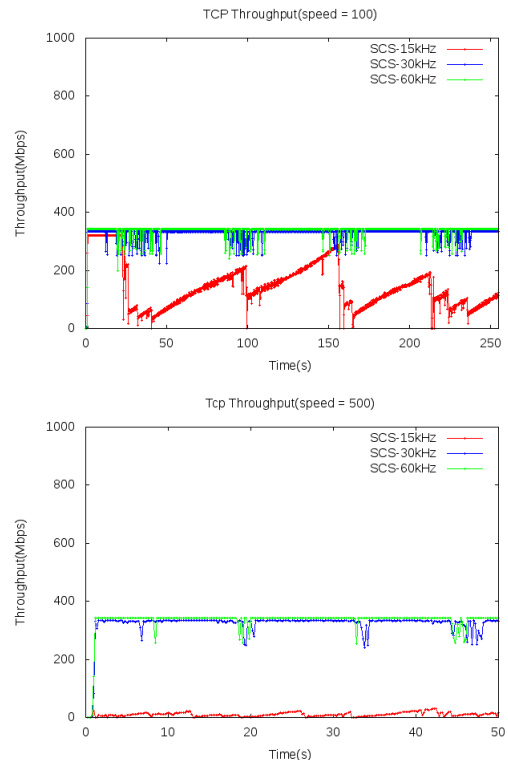 TCP Throughput(speed = 100)
1000
800
600
400
200
0
Throughput(Mbps)
SCS-15kHz
SCS-30kHz
SCS-60kHz
0 50 100 150 200 250
Time(s)
Tcp Throughput(speed = 500)
1000
800
600
400
200
0
Throughput(Mbps)
SCS-15kHz
SCS-30kHz
SCS-60kHz
0 10 20 30 40 50
Time(s)